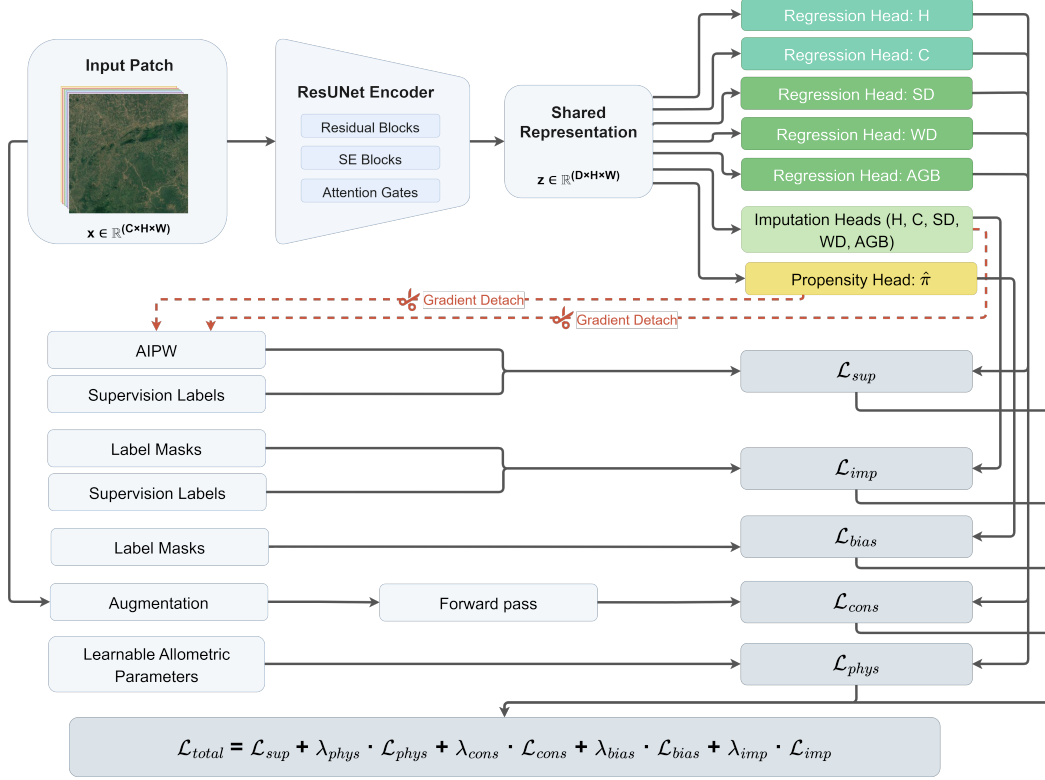 Input Patch
x ∈ ℝ^(C×H×W)
ResUNet Encoder
Residual Blocks
SE Blocks
Attention Gates
Shared
Representation
z ∈ ℝ^(D×H×W)
Regression Head: H
Regression Head: C
Regression Head: SD
Regression Head: WD
Regression Head: AGB
Imputation Heads (H, C, SD,
WD, AGB)
Propensity Head: π̂
Gradient Detach
Gradient Detach
AIPW
Supervision Labels
ℒ_sup
Label Masks
Supervision Labels
ℒ_imp
Label Masks
ℒ_bias
Augmentation
Forward pass
ℒ_cons
Learnable Allometric
Parameters
ℒ_phys
ℒ_total = ℒ_sup + λ_phys · ℒ_phys + λ_cons · ℒ_cons + λ_bias · ℒ_bias + λ_imp · ℒ_imp